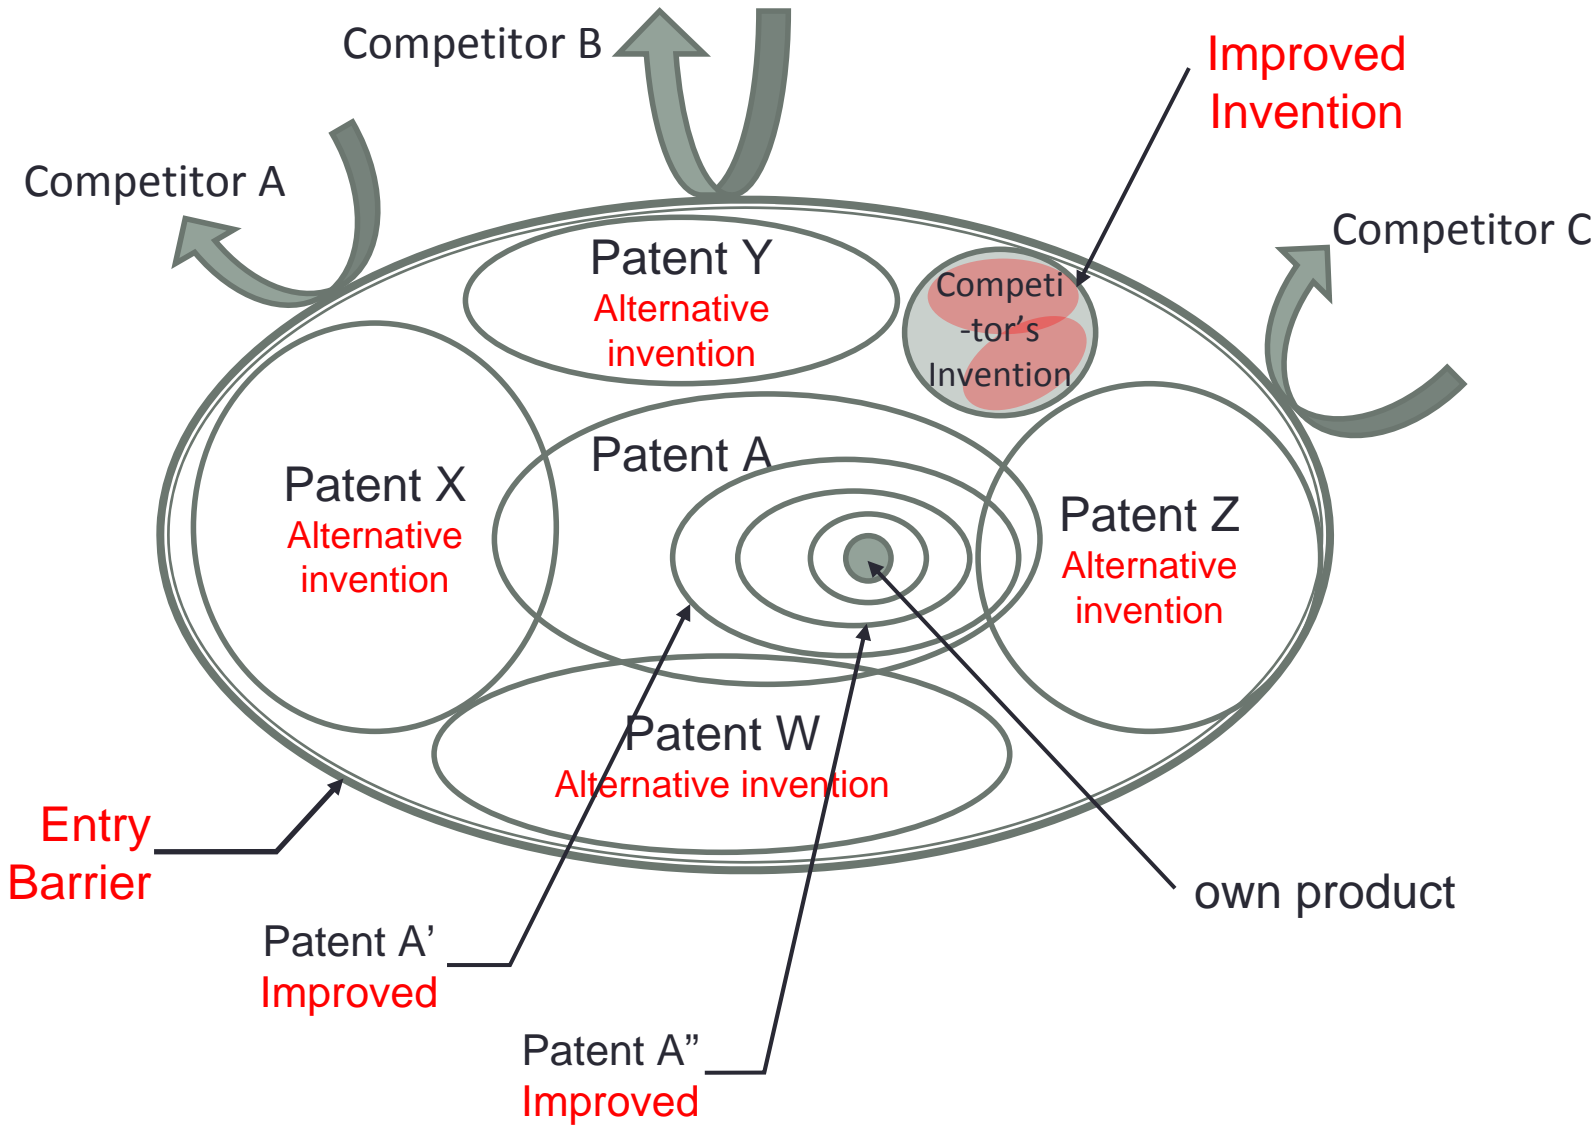 Competitor B
Improved
Invention
Competitor A
Competitor C
Patent Y
Alternative
invention
Competi
-tor’s
Invention
Patent A
Patent X
Alternative
invention
Patent Z
Alternative
invention
Patent W
Alternative invention
Entry
Barrier
own product
Patent A’
Improved
Patent A”
Improved